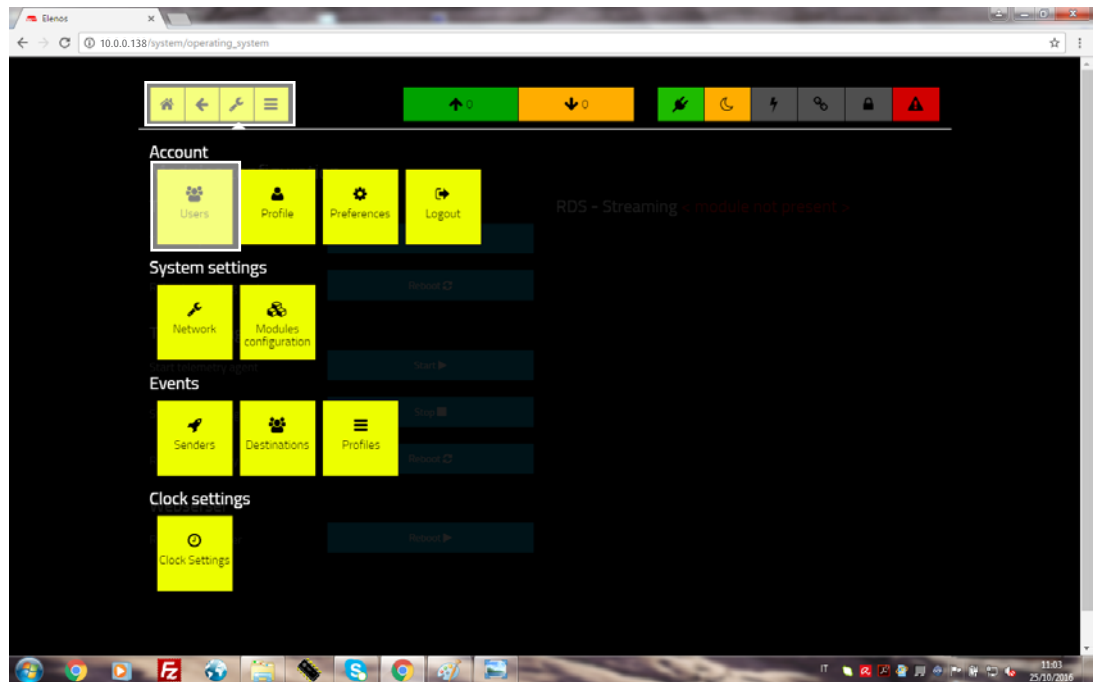 Elenos
10.0.0.138/system/operating_system
0
0
Account
Users
Profile
Preferences
Logout
RDS - Streaming < module not present >
System settings
Reboot
Network
Modules
configuration
Start telemetry agent
Start
Events
Stop
Senders
Destinations
Profiles
Reboot
Clock settings
Webserser
Reboot
Clock Settings
IT
11:03
25/10/2016